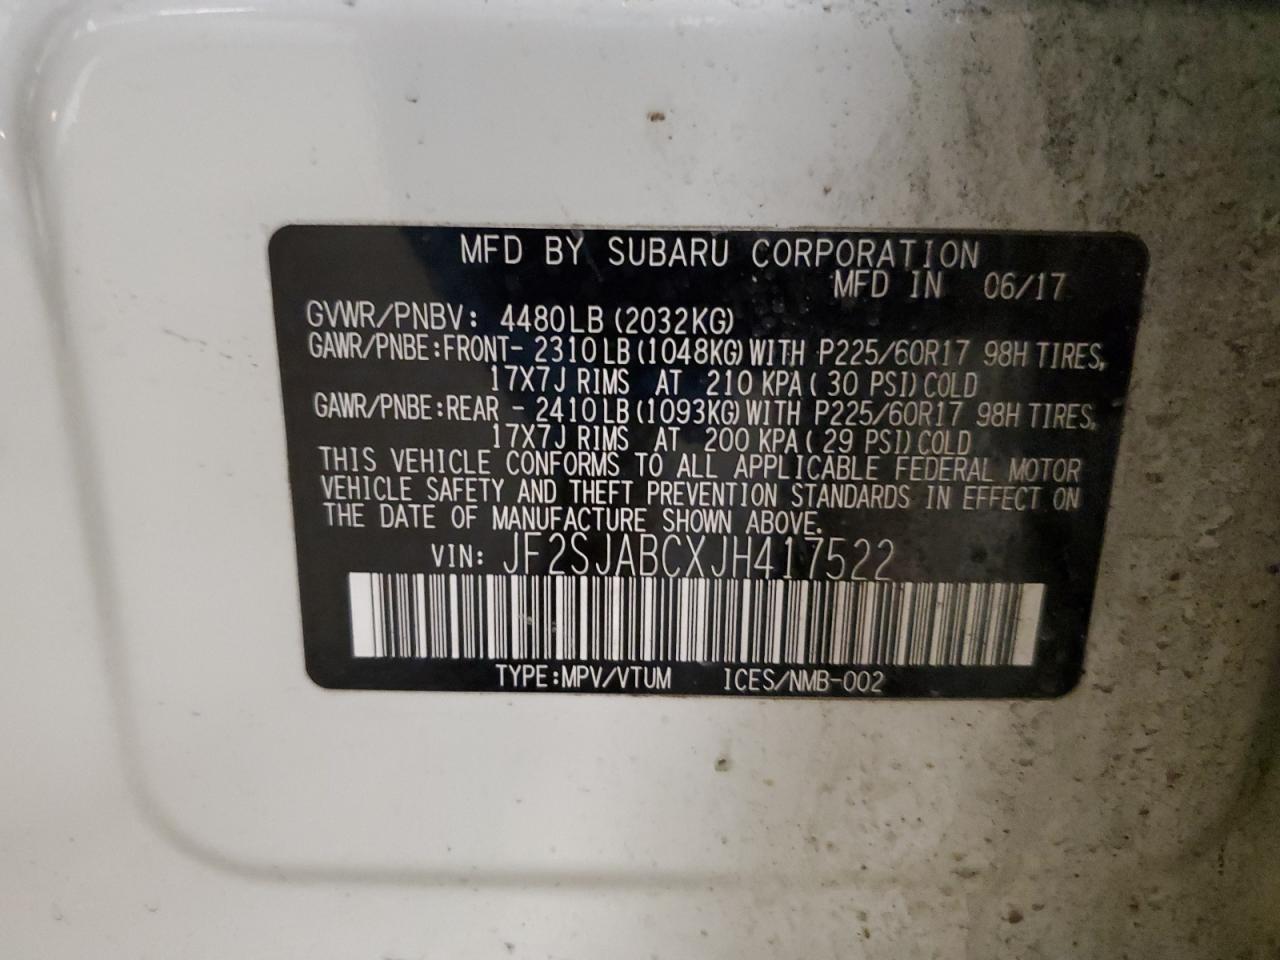 MFD BY SUBARU CORPORATION
MFD IN 06/17
GVWR/PNBV: 4480LB (2032KG)
GAWR/PNBE:FRONT- 2310LB (1048KG) WITH P225/60R17 98H TIRES,
17X7J RIMS AT 210 KPA ( 30 PSI) COLD
GAWR/PNBE:REAR - 2410LB (1093KG) WITH P225/60R17 98H TIRES,
17X7J RIMS AT 200 KPA ( 29 PSI) COLD
THIS VEHICLE CONFORMS TO ALL APPLICABLE FEDERAL MOTOR
VEHICLE SAFETY AND THEFT PREVENTION STANDARDS IN EFFECT ON
THE DATE OF MANUFACTURE SHOWN ABOVE.
VIN: JF2SJABCXJH417522
TYPE:MPV/VTUM ICES/NMB-002